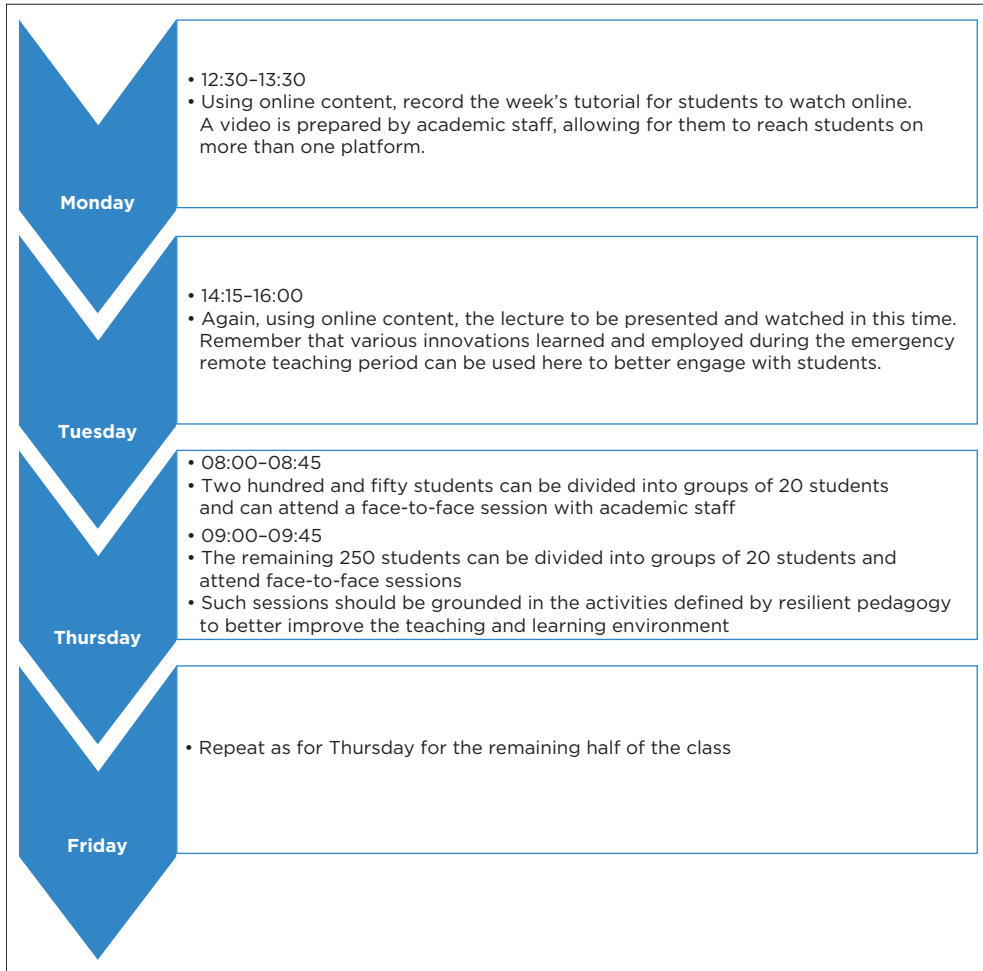 Monday
• 12:30–13:30
• Using online content, record the week's tutorial for students to watch online.
A video is prepared by academic staff, allowing for them to reach students on
more than one platform.
Tuesday
• 14:15–16:00
• Again, using online content, the lecture to be presented and watched in this time.
Remember that various innovations learned and employed during the emergency
remote teaching period can be used here to better engage with students.
Thursday
• 08:00–08:45
• Two hundred and fifty students can be divided into groups of 20 students
and can attend a face-to-face session with academic staff
• 09:00–09:45
• The remaining 250 students can be divided into groups of 20 students and
attend face-to-face sessions
• Such sessions should be grounded in the activities defined by resilient pedagogy
to better improve the teaching and learning environment
Friday
• Repeat as for Thursday for the remaining half of the class